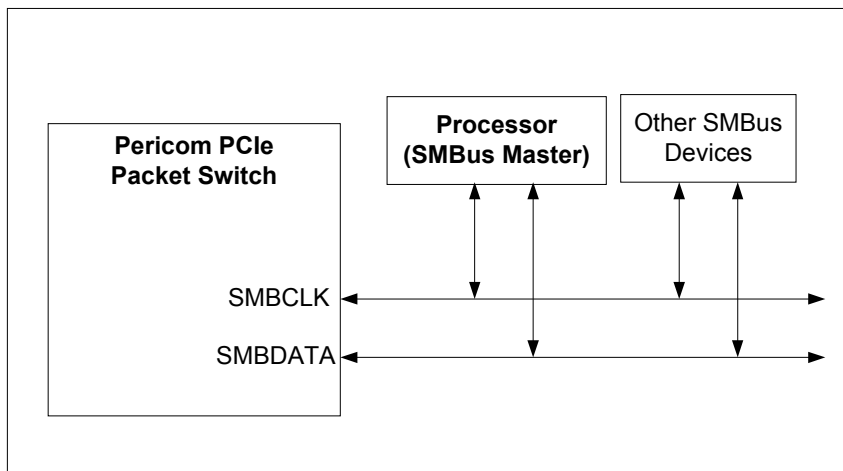 Pericom PCIe
Packet Switch
Processor
(SMBus Master)
Other SMBus
Devices
SMBCLK
SMBDATA